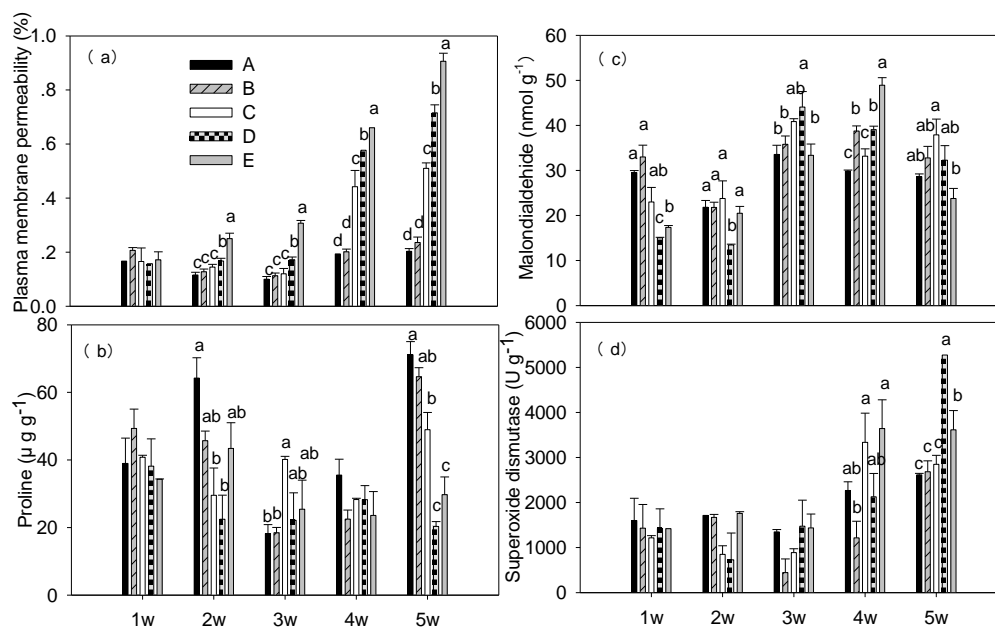 Plasma membrane permeability (%)
1.0
.8
.6
.4
.2
0.0
( a )
A
B
C
D
E
c c c b a
c c c b a
d d c b a
d d c b a
Malondialdehyde (nmol g-1)
60
50
40
30
20
10
0
( c )
a a a c b
a a a b a
b b ab a b
c b c b a
ab ab a ab b
Proline (μ g g-1)
80
60
40
20
0
( b )
a ab b b ab
b b a ab ab
a ab b c c
1w 2w 3w 4w 5w
Superoxide dismutase (U g-1)
6000
5000
4000
3000
2000
1000
0
( d )
ab b a ab a
c c c a b
1w 2w 3w 4w 5w